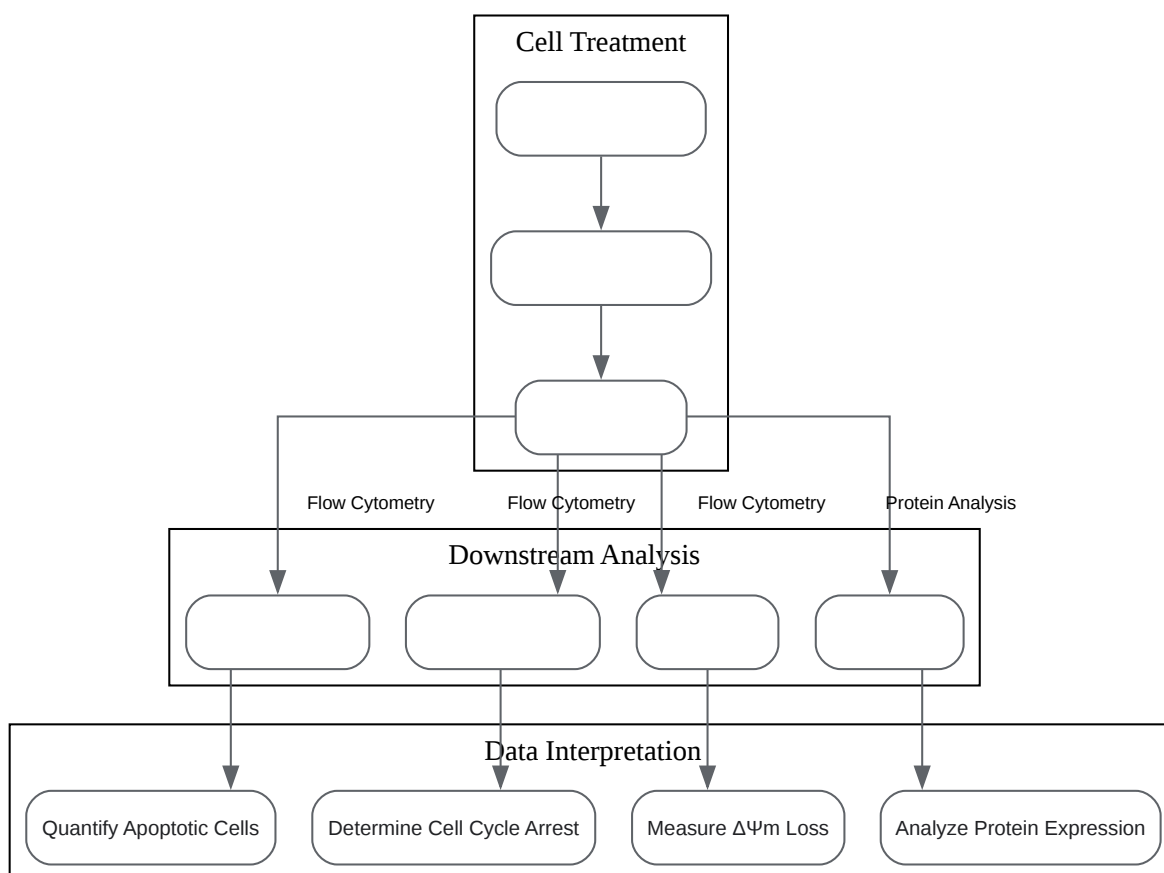 Cell Treatment
Flow Cytometry
Flow Cytometry
Flow Cytometry
Protein Analysis
Downstream Analysis
Data Interpretation
Quantify Apoptotic Cells
Determine Cell Cycle Arrest
Measure ΔΨm Loss
Analyze Protein Expression